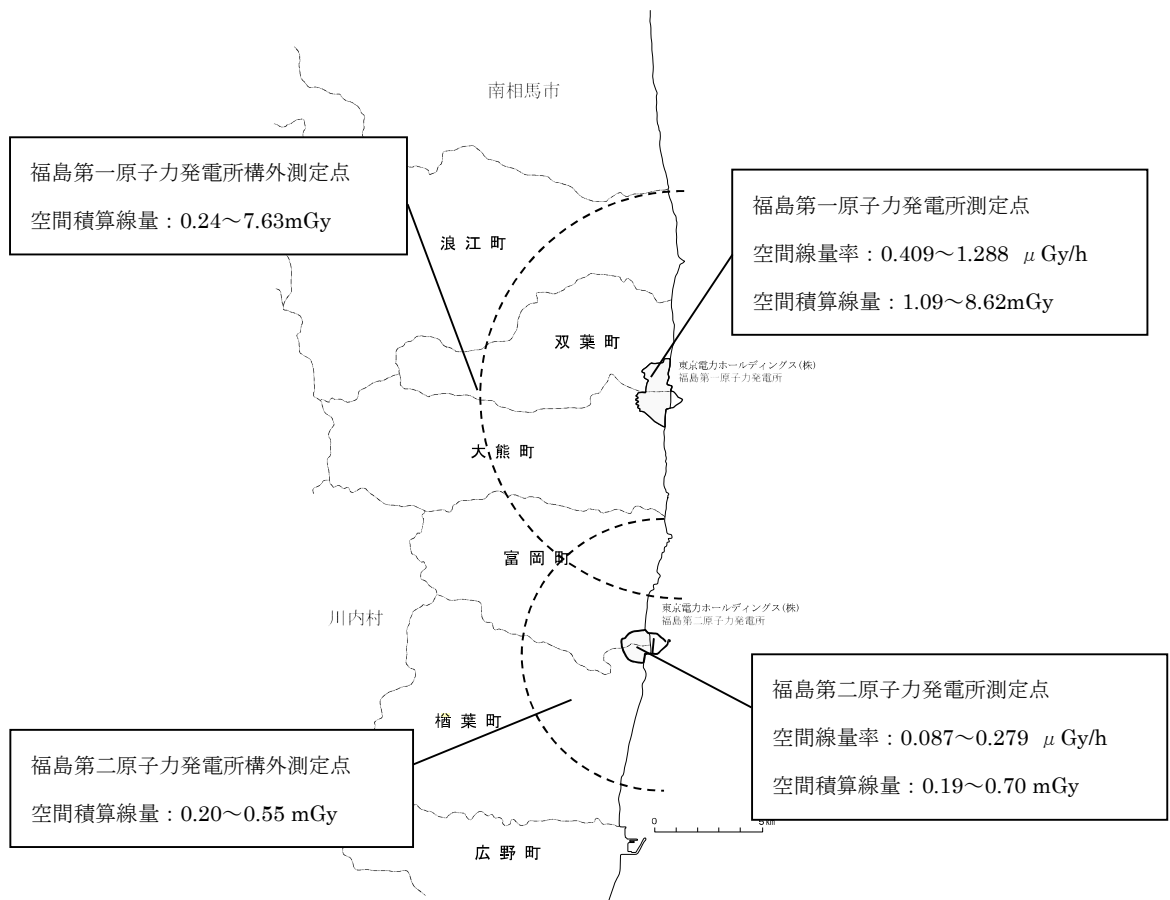 南相馬市
福島第一原子力発電所構外測定点
空間積算線量：0.24～7.63mGy
福島第一原子力発電所測定点
空間線量率：0.409～1.288 μGy/h
空間積算線量：1.09～8.62mGy
浪江町
双葉町
東京電力ホールディングス(株)
福島第一原子力発電所
大熊町
富岡町
川内村
東京電力ホールディングス(株)
福島第二原子力発電所
福島第二原子力発電所測定点
空間線量率：0.087～0.279 μGy/h
空間積算線量：0.19～0.70 mGy
楢葉町
福島第二原子力発電所構外測定点
空間積算線量：0.20～0.55 mGy
0
広野町